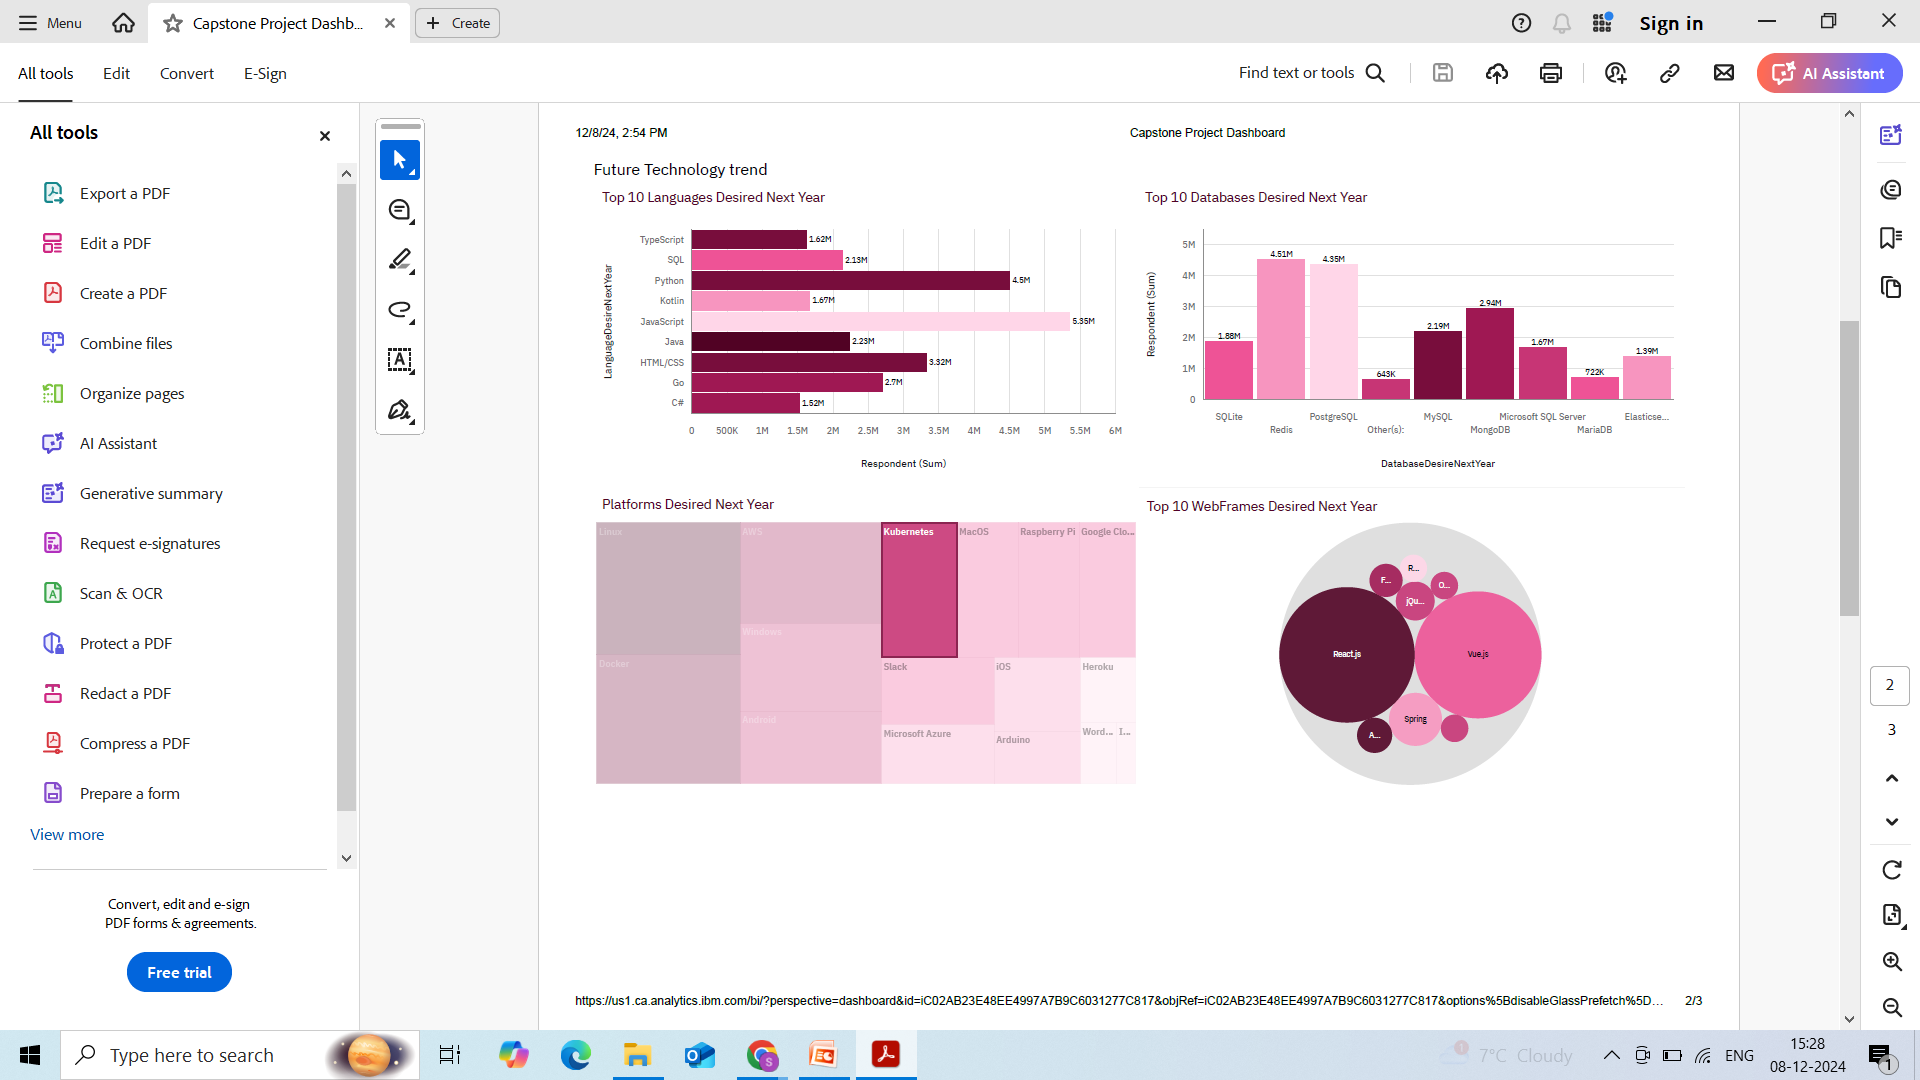 Menu
Capstone Project Dashb...
Create
Sign in
All tools
Edit
Convert
E-Sign
Find text or tools
AI Assistant
All tools
Export a PDF
Edit a PDF
Create a PDF
Combine files
Organize pages
AI Assistant
Generative summary
Request e-signatures
Scan & OCR
Protect a PDF
Redact a PDF
Compress a PDF
Prepare a form
View more
Convert, edit and e-sign
PDF forms & agreements.
Free trial
12/8/24, 2:54 PM
Capstone Project Dashboard
Future Technology trend
Top 10 Languages Desired Next Year
LanguageDesireNextYear
TypeScript 1.62M
SQL 2.13M
Python 4.5M
Kotlin 1.67M
JavaScript 5.35M
Java 2.23M
HTML/CSS 3.32M
Go 2.7M
C# 1.52M
0 500K 1M 1.5M 2M 2.5M 3M 3.5M 4M 4.5M 5M 5.5M 6M
Respondent (Sum)
Top 10 Databases Desired Next Year
Respondent (Sum)
5M
4M
3M
2M
1M
0
1.88M 4.51M 4.35M 643K 2.19M 2.94M 1.67M 722K 1.39M
SQLite PostgreSQL MySQL Microsoft SQL Server Elasticse...
Redis Other(s): MongoDB MariaDB
DatabaseDesireNextYear
Platforms Desired Next Year
Linux AWS Kubernetes MacOS Raspberry Pi Google Clo...
Windows
Docker Slack iOS Heroku
Android
Microsoft Azure Arduino Word... I...
Top 10 WebFrames Desired Next Year
R...
F...
O...
jQu...
React.js
Vue.js
Spring
A...
https://us1.ca.analytics.ibm.com/bi/?perspective=dashboard&id=iC02AB23E48EE4997A7B9C6031277C817&objRef=iC02AB23E48EE4997A7B9C6031277C817&options%5BdisableGlassPrefetch%5D...
2/3
2
3
Type here to search
1
7°C Cloudy
ENG
15:28
08-12-2024
1